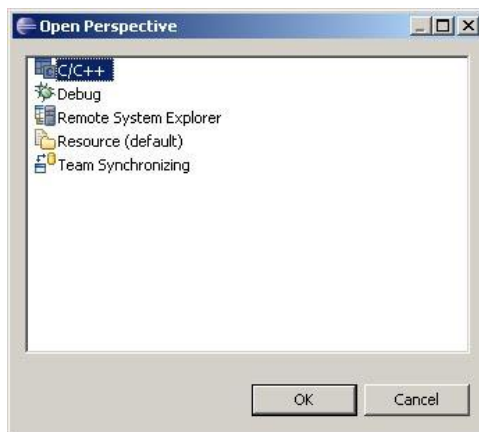 Open Perspective
C/C++
Debug
Remote System Explorer
Resource (default)
Team Synchronizing
OK
Cancel